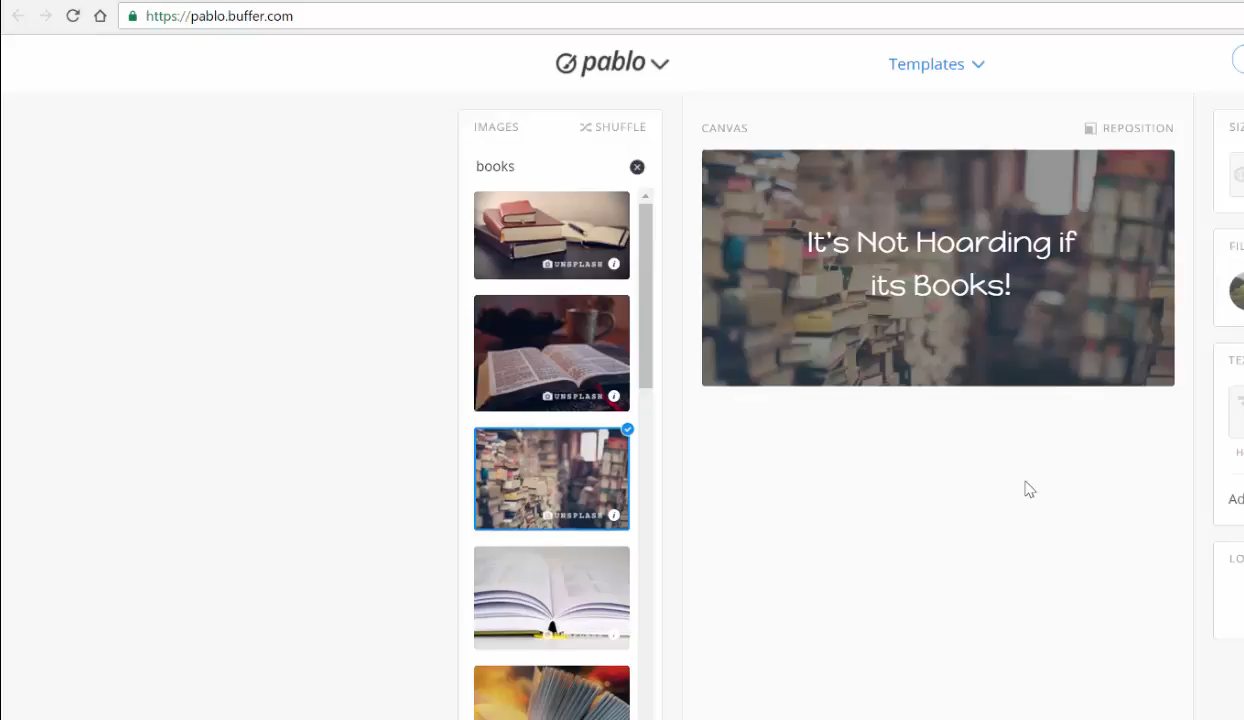 https://pablo.buffer.com
pablo
Templates
IMAGES
SHUFFLE
books
UNSPLASH
UNSPLASH
UNSPLASH
CANVAS
REPOSITION
It's Not Hoarding if
its Books!